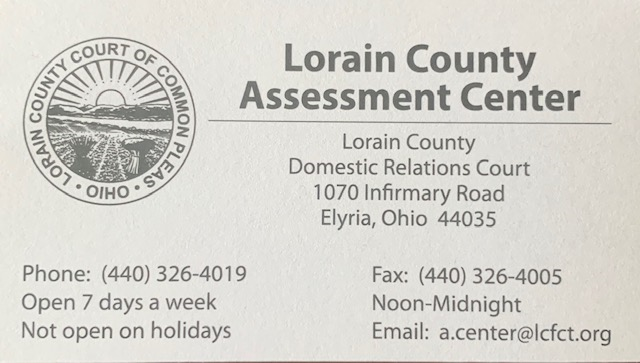 LORAIN COUNTY COURT OF COMMON PLEAS
• OHIO •
Lorain County
Assessment Center
Lorain County
Domestic Relations Court
1070 Infirmary Road
Elyria, Ohio 44035
Phone: (440) 326-4019
Open 7 days a week
Not open on holidays
Fax: (440) 326-4005
Noon-Midnight
Email: a.center@lcfct.org